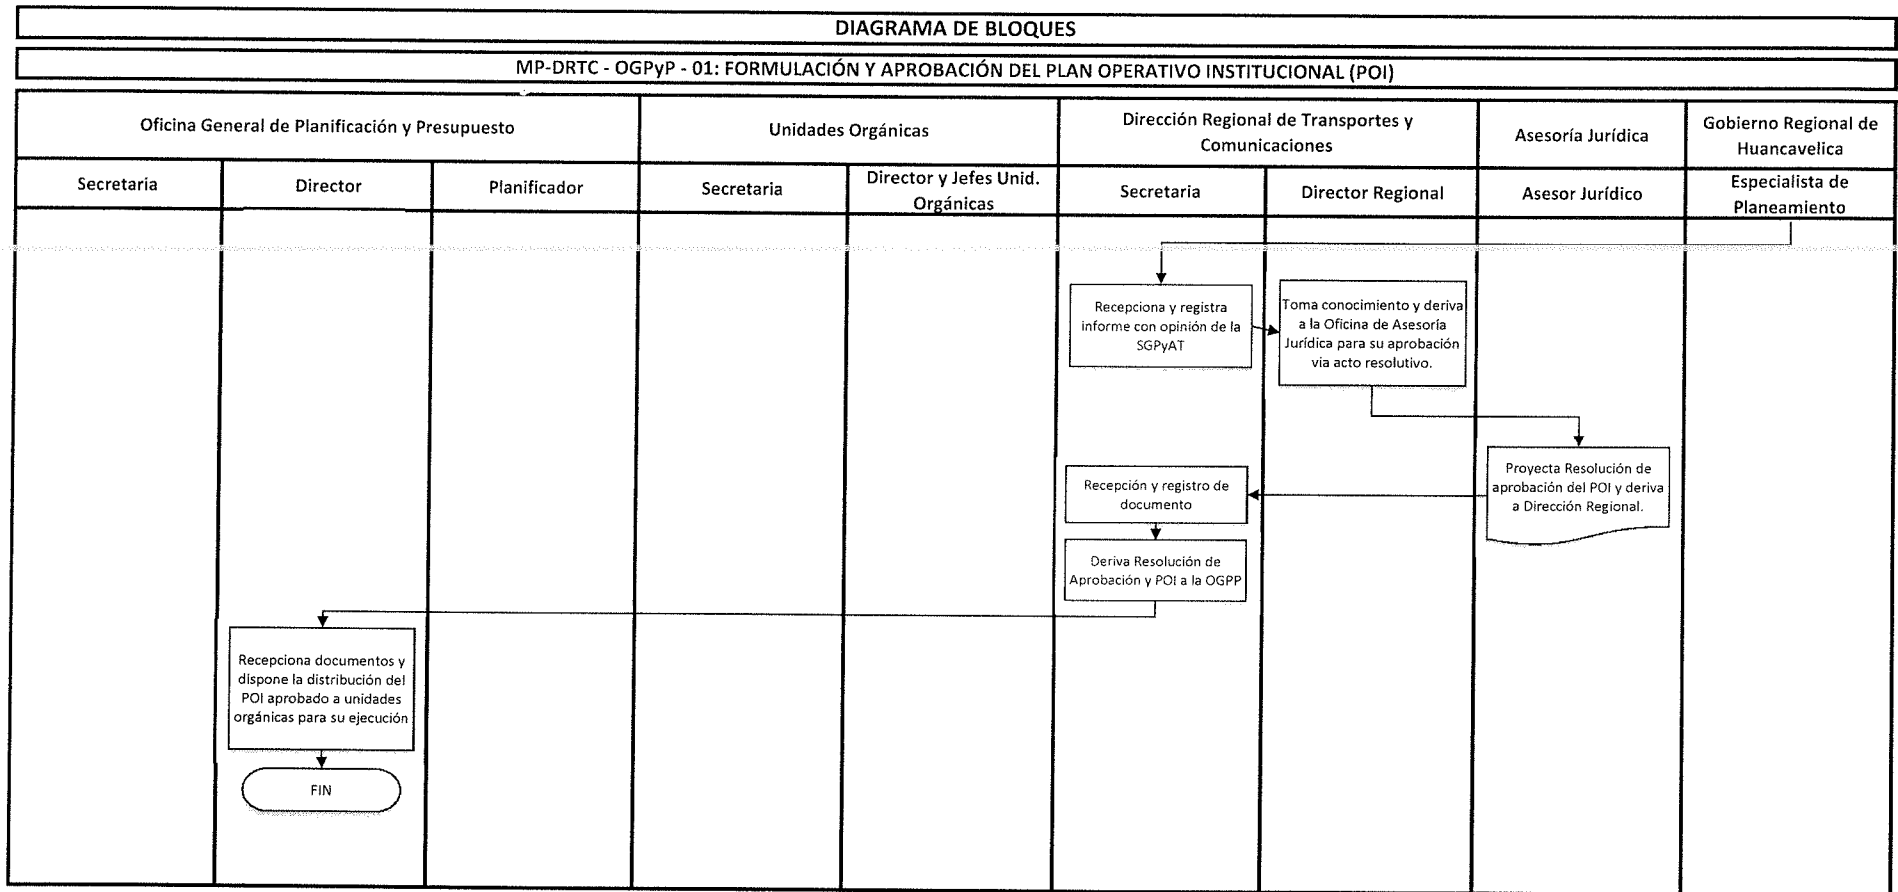 DIAGRAMA DE BLOQUES
MP-DRTC - OGPyP - 01: FORMULACIÓN Y APROBACIÓN DEL PLAN OPERATIVO INSTITUCIONAL (POI)
Oficina General de Planificación y Presupuesto
Unidades Orgánicas
Dirección Regional de Transportes y
Comunicaciones
Asesoría Jurídica
Gobierno Regional de
Huancavelica
Secretaria
Director
Planificador
Secretaria
Director y Jefes Unid.
Orgánicas
Secretaria
Director Regional
Asesor Jurídico
Especialista de
Planeamiento
Recepciona y registra
informe con opinión de la
SGPyAT
Toma conocimiento y deriva
a la Oficina de Asesoría
Jurídica para su aprobación
via acto resolutivo.
Proyecta Resolución de
aprobación del POI y deriva
a Dirección Regional.
Recepción y registro de
documento
Deriva Resolución de
Aprobación y POI a la OGPP
Recepciona documentos y
dispone la distribución del
POI aprobado a unidades
orgánicas para su ejecución
FIN